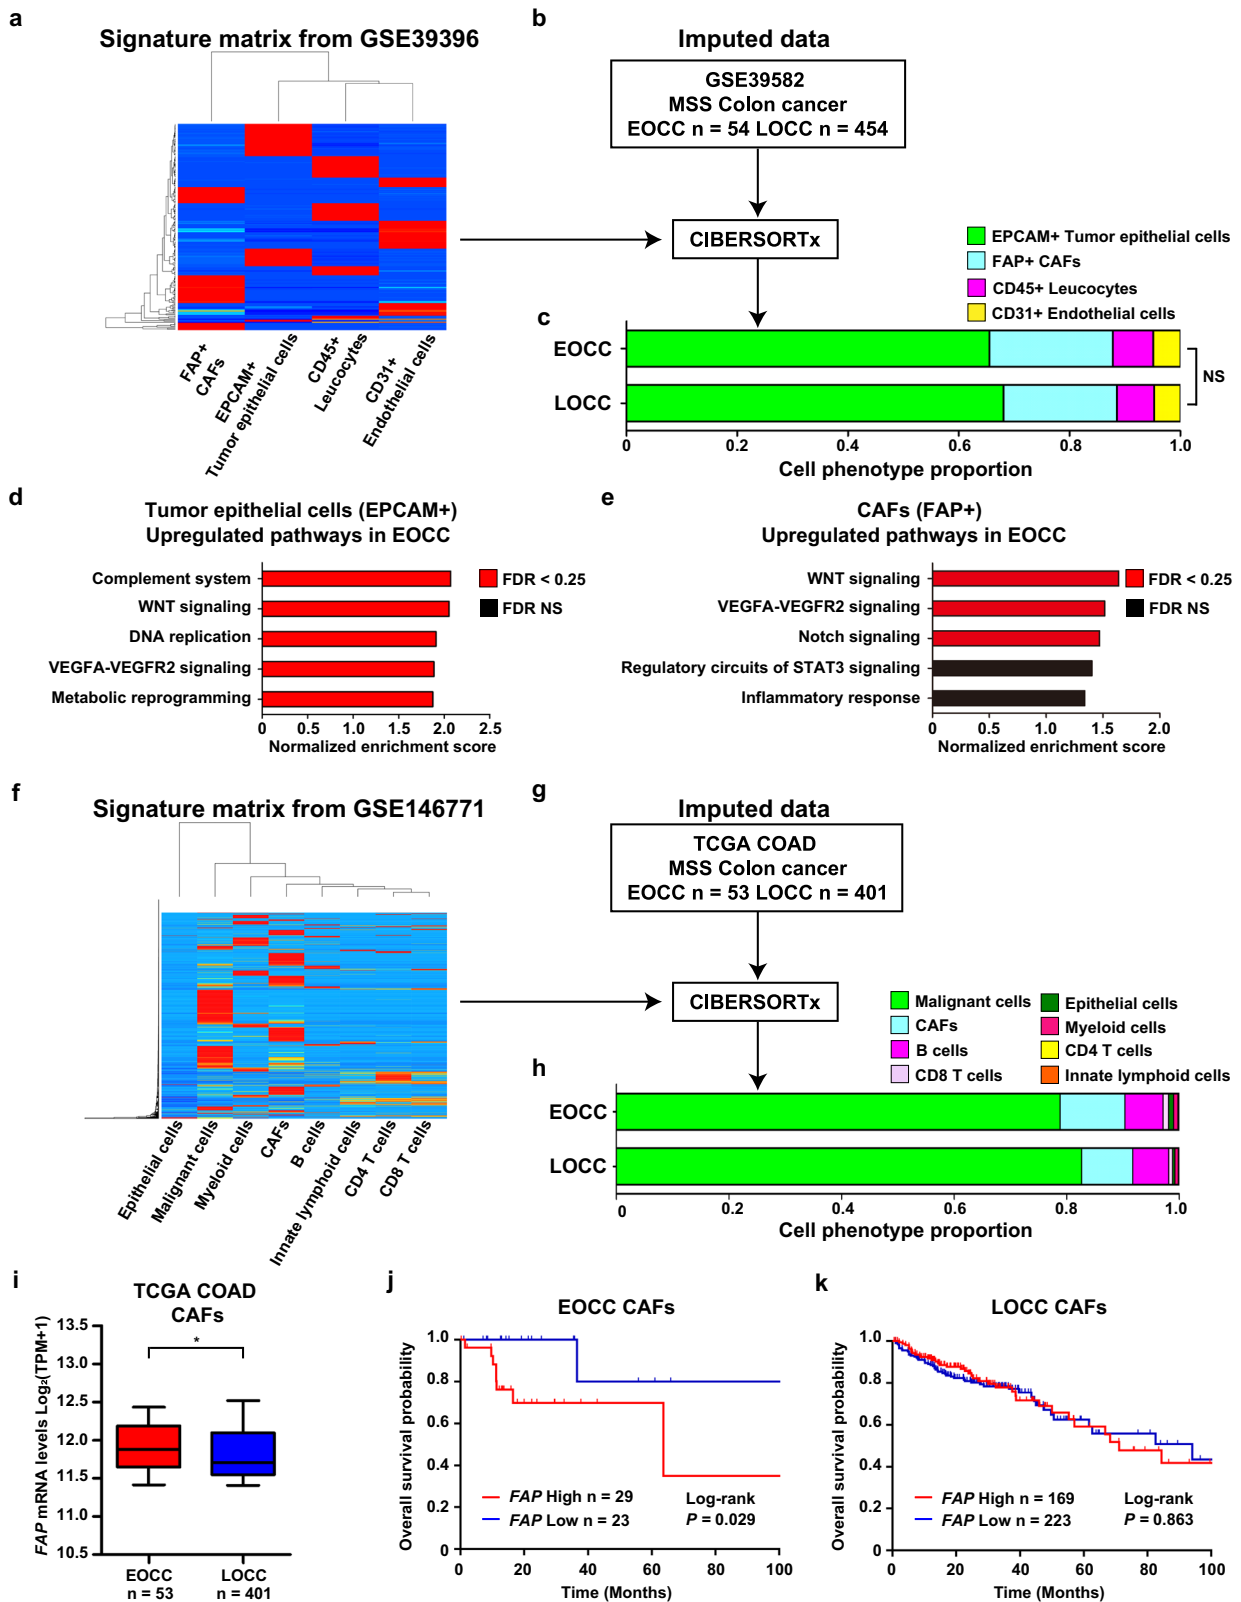 a
Signature matrix from GSE39396
FAP+
CAFs
EPCAM+
Tumor epithelial cells
CD45+
Leucocytes
CD31+
Endothelial cells
b
Imputed data
GSE39582
MSS Colon cancer
EOCC n = 54 LOCC n = 454
CIBERSORTx
EPCAM+ Tumor epithelial cells
FAP+ CAFs
CD45+ Leucocytes
CD31+ Endothelial cells
c
EOCC
LOCC
NS
0 0.2 0.4 0.6 0.8 1.0
Cell phenotype proportion
d
Tumor epithelial cells (EPCAM+)
Upregulated pathways in EOCC
Complement system
WNT signaling
DNA replication
VEGFA-VEGFR2 signaling
Metabolic reprogramming
FDR < 0.25
FDR NS
0 0.5 1.0 1.5 2.0 2.5
Normalized enrichment score
e
CAFs (FAP+)
Upregulated pathways in EOCC
WNT signaling
VEGFA-VEGFR2 signaling
Notch signaling
Regulatory circuits of STAT3 signaling
Inflammatory response
FDR < 0.25
FDR NS
0 0.5 1.0 1.5 2.0
Normalized enrichment score
f
Signature matrix from GSE146771
Epithelial cells
Malignant cells
Myeloid cells
CAFs
B cells
Innate lymphoid cells
CD4 T cells
CD8 T cells
g
Imputed data
TCGA COAD
MSS Colon cancer
EOCC n = 53 LOCC n = 401
CIBERSORTx
Malignant cells
CAFs
B cells
CD8 T cells
Epithelial cells
Myeloid cells
CD4 T cells
Innate lymphoid cells
h
EOCC
LOCC
0 0.2 0.4 0.6 0.8 1.0
Cell phenotype proportion
i
TCGA COAD
CAFs
FAP mRNA levels Log₂(TPM+1)
13.5
13.0
12.5
12.0
11.5
11.0
10.5
*
EOCC
n = 53
LOCC
n = 401
j
EOCC CAFs
Overall survival probability
1.0
0.8
0.6
0.4
0.2
0
FAP High n = 29
FAP Low n = 23
Log-rank
P = 0.029
0 20 40 60 80 100
Time (Months)
k
LOCC CAFs
Overall survival probability
1.0
0.8
0.6
0.4
0.2
0
FAP High n = 169
FAP Low n = 223
Log-rank
P = 0.863
0 20 40 60 80 100
Time (Months)